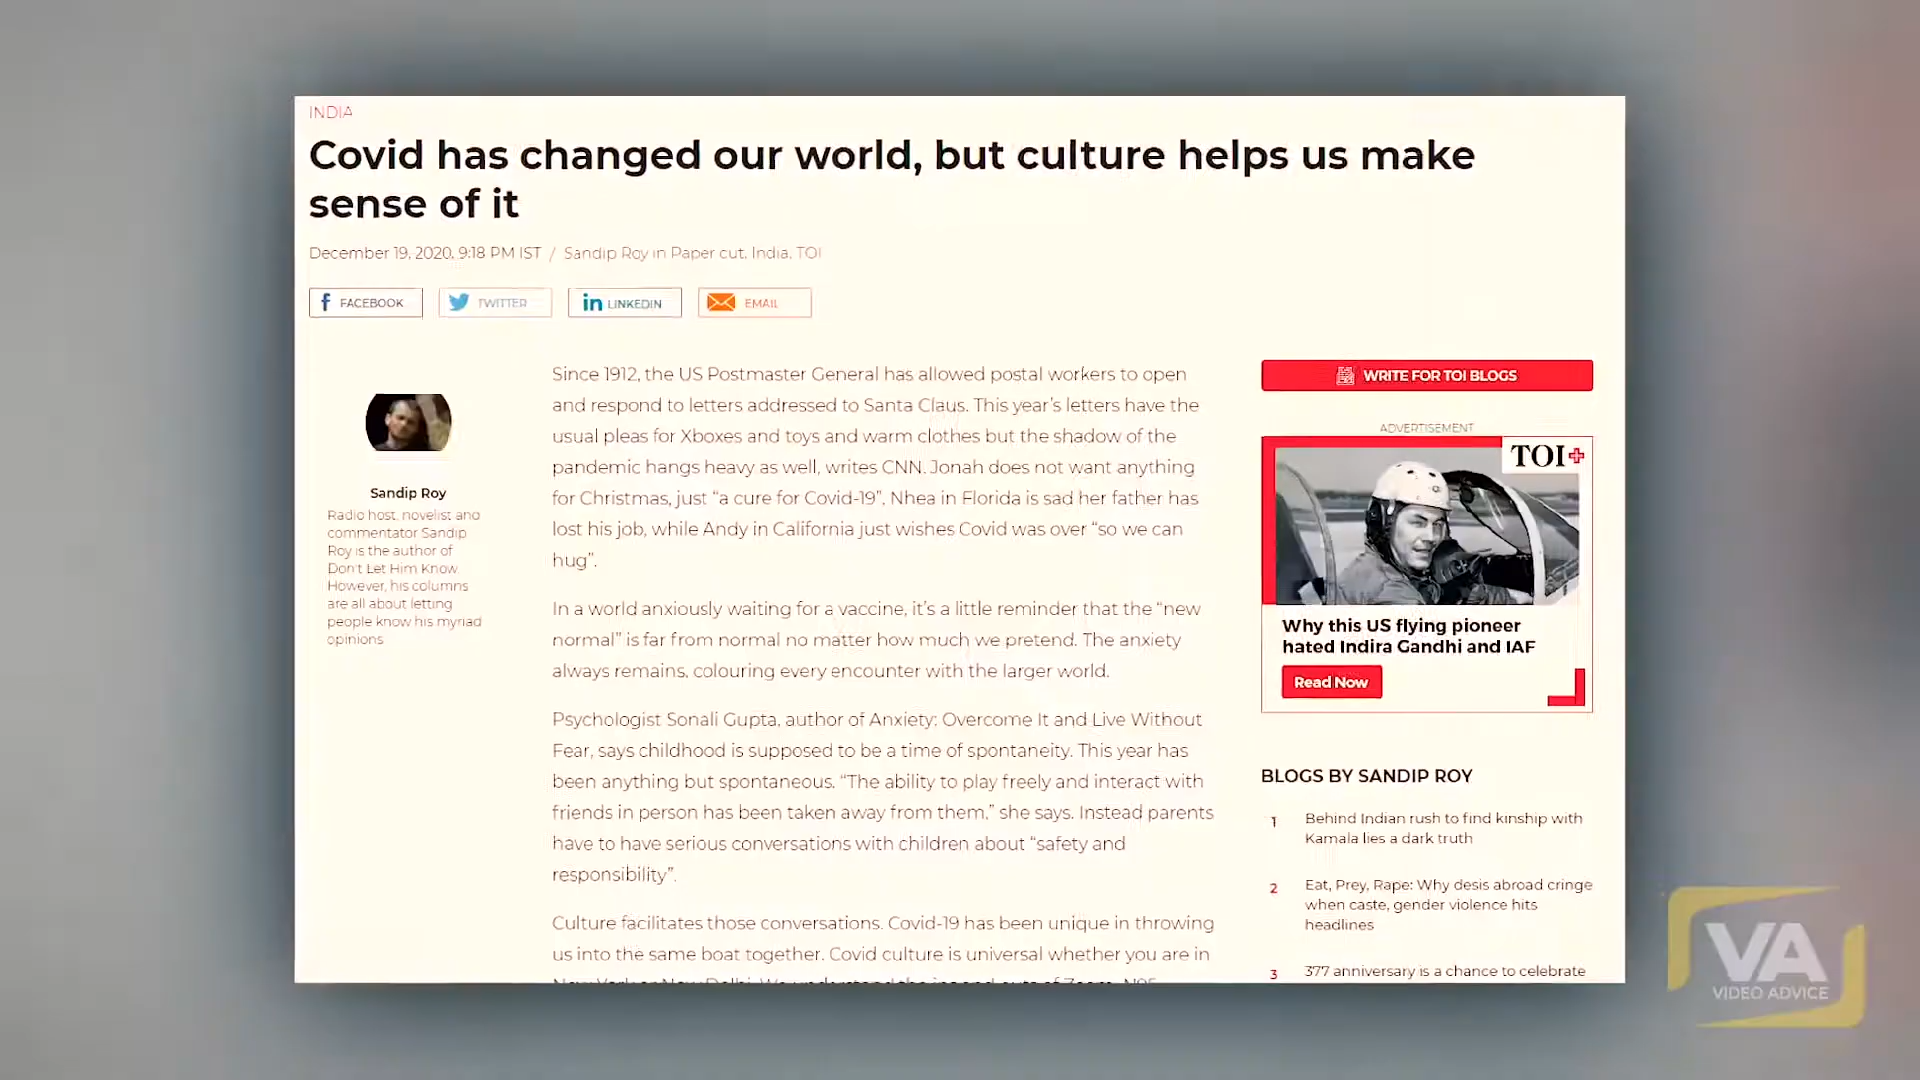 INDIA
Covid has changed our world, but culture helps us make
sense of it
December 19, 2020, 9:18 PM IST / Sandip Roy in Paper cut, India, TOI
FACEBOOK
TWITTER
LINKEDIN
EMAIL
Sandip Roy
Radio host, novelist and
commentator Sandip
Roy is the author of
Don't Let Him Know.
However, his columns
are all about letting
people know his myriad
opinions
Since 1912, the US Postmaster General has allowed postal workers to open
and respond to letters addressed to Santa Claus. This year's letters have the
usual pleas for Xboxes and toys and warm clothes but the shadow of the
pandemic hangs heavy as well, writes CNN. Jonah does not want anything
for Christmas, just “a cure for Covid-19”. Nhea in Florida is sad her father has
lost his job, while Andy in California just wishes Covid was over “so we can
hug”.
In a world anxiously waiting for a vaccine, it's a little reminder that the “new
normal” is far from normal no matter how much we pretend. The anxiety
always remains, colouring every encounter with the larger world.
Psychologist Sonali Gupta, author of Anxiety: Overcome It and Live Without
Fear, says childhood is supposed to be a time of spontaneity. This year has
been anything but spontaneous. “The ability to play freely and interact with
friends in person has been taken away from them,” she says. Instead parents
have to have serious conversations with children about “safety and
responsibility”.
Culture facilitates those conversations. Covid-19 has been unique in throwing
us into the same boat together. Covid culture is universal whether you are in
WRITE FOR TOI BLOGS
ADVERTISEMENT
TOI+
Why this US flying pioneer
hated Indira Gandhi and IAF
Read Now
BLOGS BY SANDIP ROY
1 Behind Indian rush to find kinship with
Kamala lies a dark truth
2 Eat, Prey, Rape: Why desis abroad cringe
when caste, gender violence hits
headlines
3 377 anniversary is a chance to celebrate
VA
VIDEO ADVICE